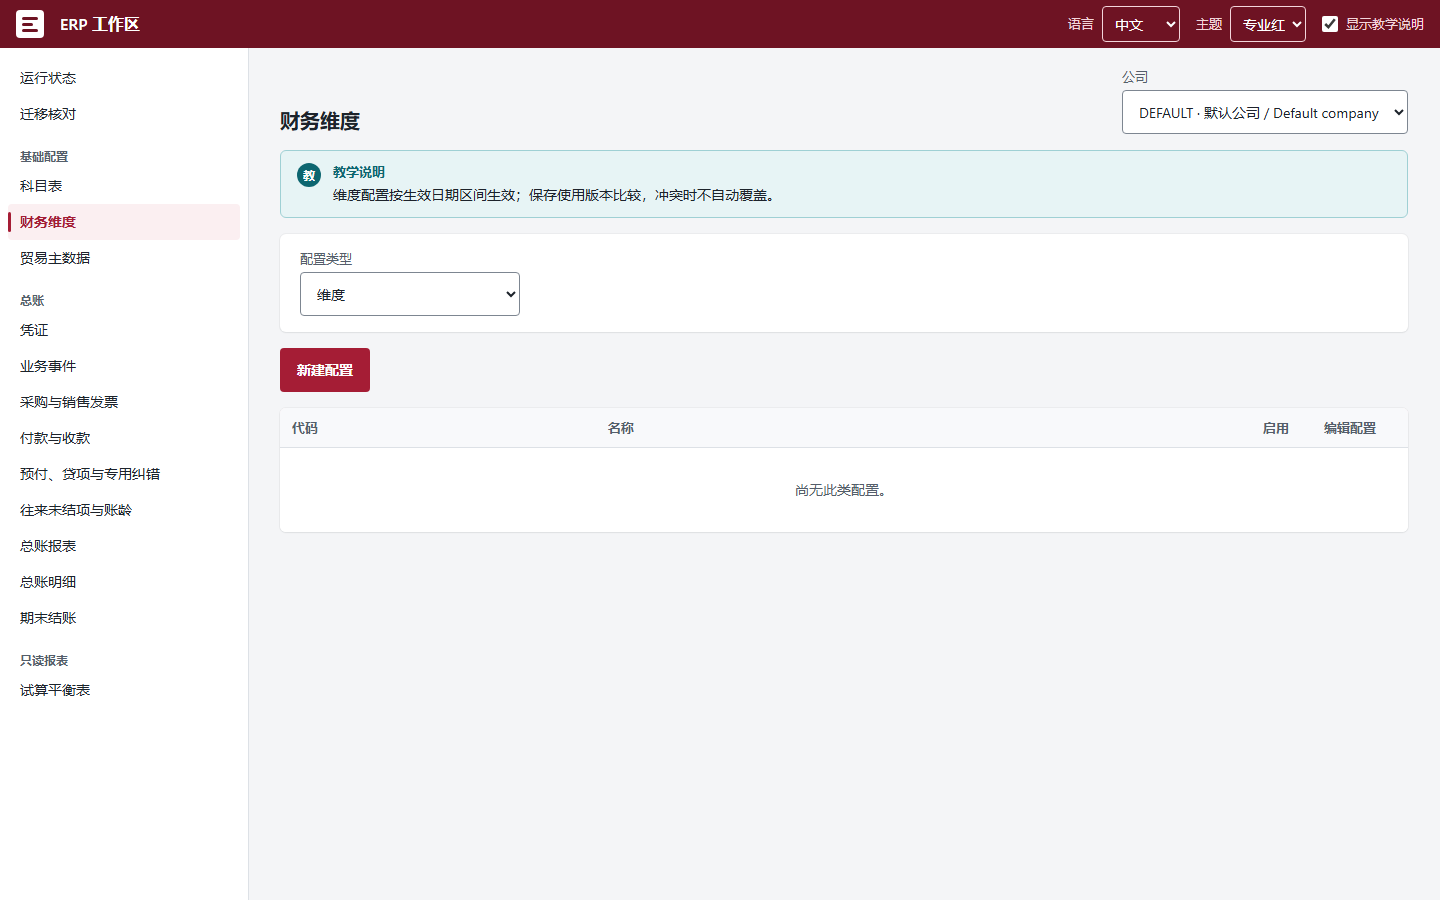 ERP 工作区
语言
中文
主题
专业红
显示教学说明
运行状态
迁移核对
基础配置
科目表
财务维度
贸易主数据
总账
凭证
业务事件
采购与销售发票
付款与收款
预付、贷项与专用纠错
往来未结项与账龄
总账报表
总账明细
期末结账
只读报表
试算平衡表
财务维度
公司
DEFAULT · 默认公司 / Default company
教
教学说明
维度配置按生效日期区间生效；保存使用版本比较，冲突时不自动覆盖。
配置类型
维度
新建配置
代码 名称 启用 编辑配置
尚无此类配置。